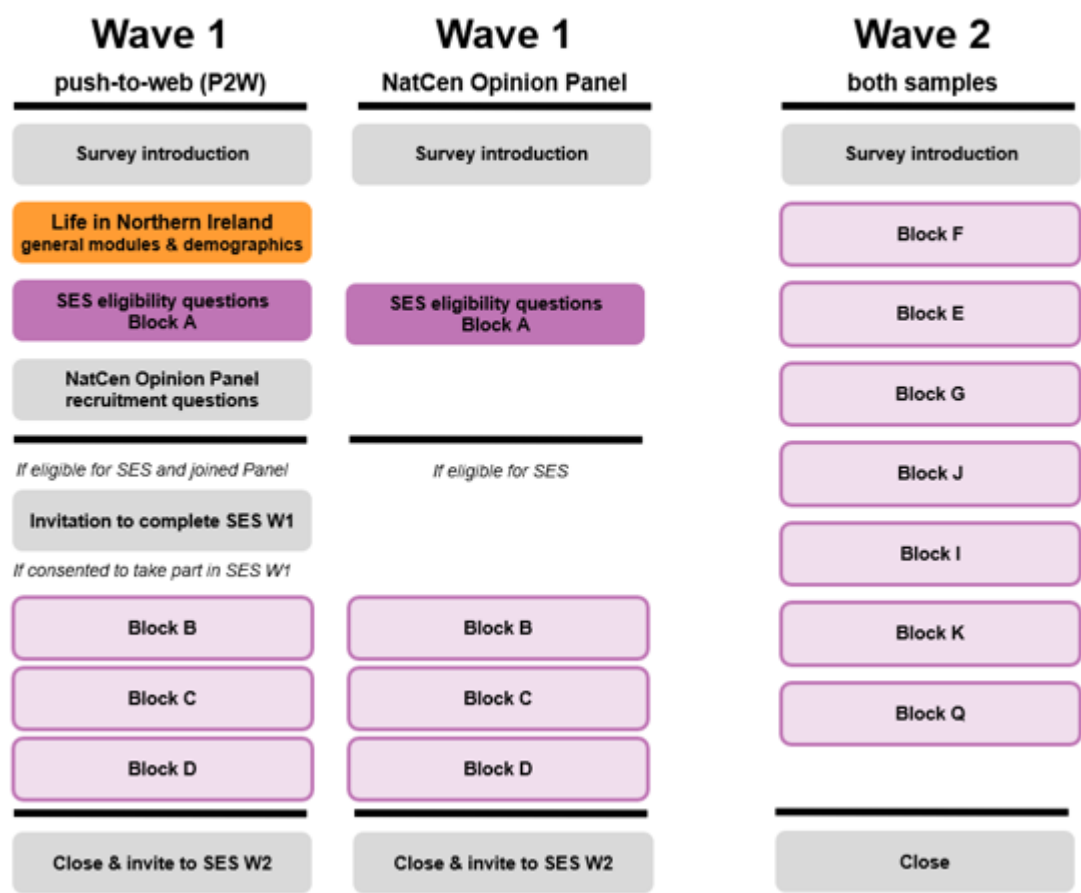 Wave 1
push-to-web (P2W)
Survey introduction
Life in Northern Ireland
general modules & demographics
SES eligibility questions
Block A
NatCen Opinion Panel
recruitment questions
If eligible for SES and joined Panel
Invitation to complete SES W1
If consented to take part in SES W1
Block B
Block C
Block D
Close & invite to SES W2
Wave 1
NatCen Opinion Panel
Survey introduction
SES eligibility questions
Block A
If eligible for SES
Block B
Block C
Block D
Close & invite to SES W2
Wave 2
both samples
Survey introduction
Block F
Block E
Block G
Block J
Block I
Block K
Block Q
Close